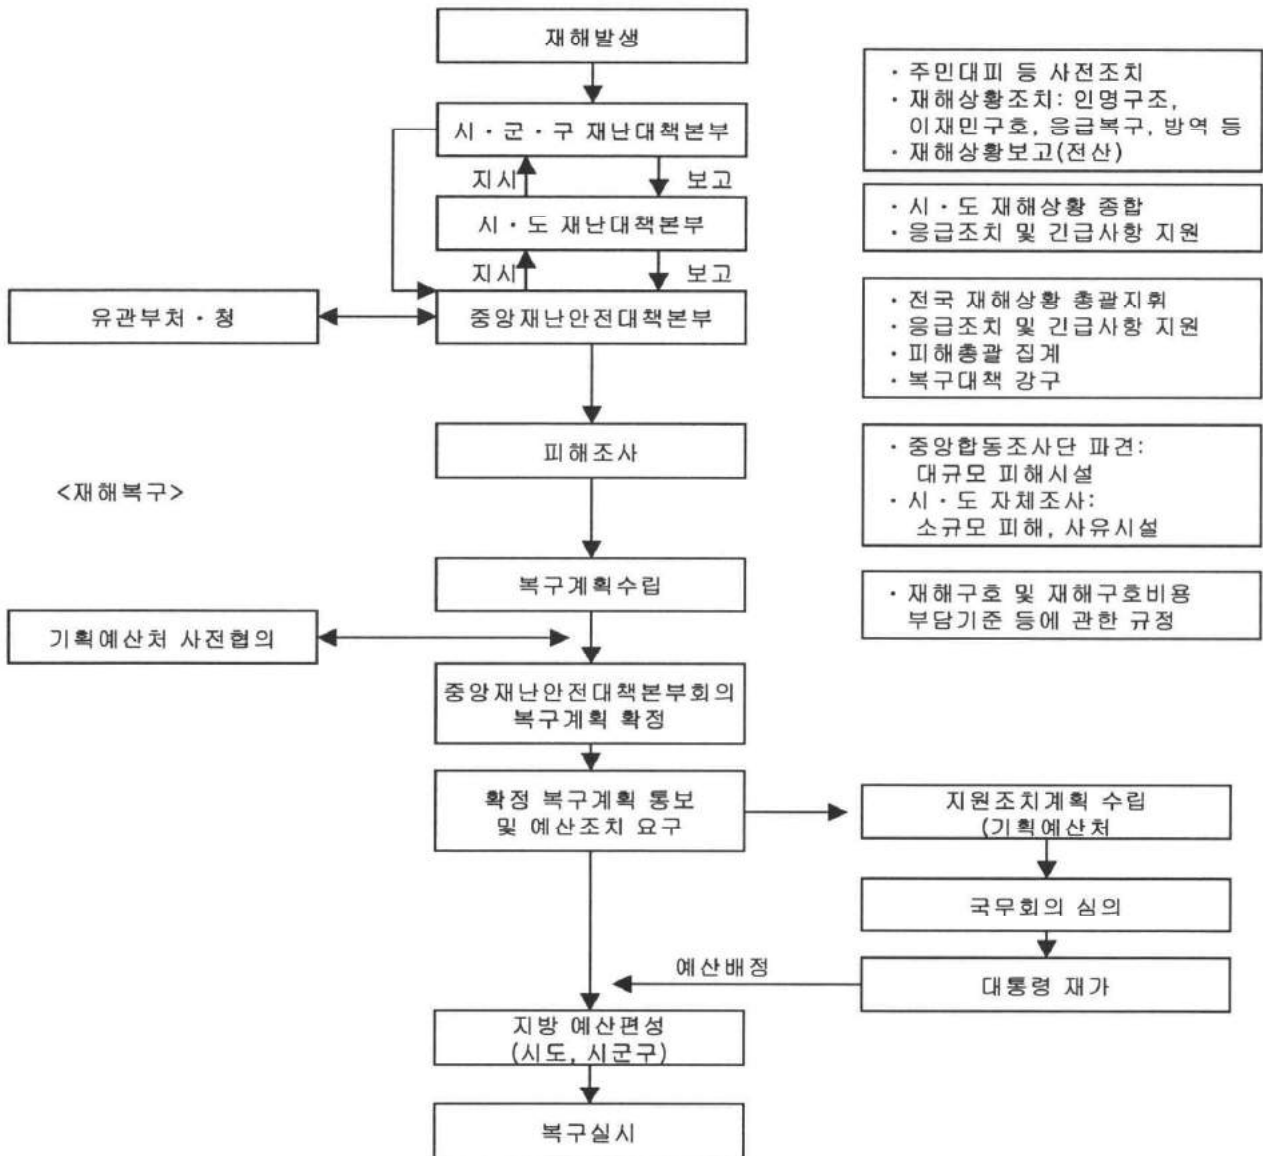 재해발생
시・군・구 재난대책본부
지시
보고
시・도 재난대책본부
지시
보고
유관부처・청
중앙재난안전대책본부
피해조사
<재해복구>
복구계획수립
기획예산처 사전협의
중앙재난안전대책본부회의
복구계획 확정
확정 복구계획 통보
및 예산조치 요구
예산배정
지방 예산편성
(시도, 시군구)
복구실시
・주민대피 등 사전조치
・재해상황조치: 인명구조,
이재민구호, 응급복구, 방역 등
・재해상황보고(전산)
・시・도 재해상황 종합
・응급조치 및 긴급사항 지원
・전국 재해상황 총괄지휘
・응급조치 및 긴급사항 지원
・피해총괄 집계
・복구대책 강구
・중앙합동조사단 파견:
대규모 피해시설
・시・도 자체조사:
소규모 피해, 사유시설
・재해구호 및 재해구호비용
부담기준 등에 관한 규정
지원조치계획 수립
(기획예산처
국무회의 심의
대통령 재가